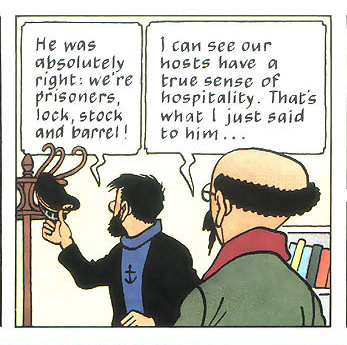 He was
absolutely
right: we're
prisoners,
lock, stock
and barrel!
I can see our
hosts have a
true sense of
hospitality. That's
what I just said
to him...